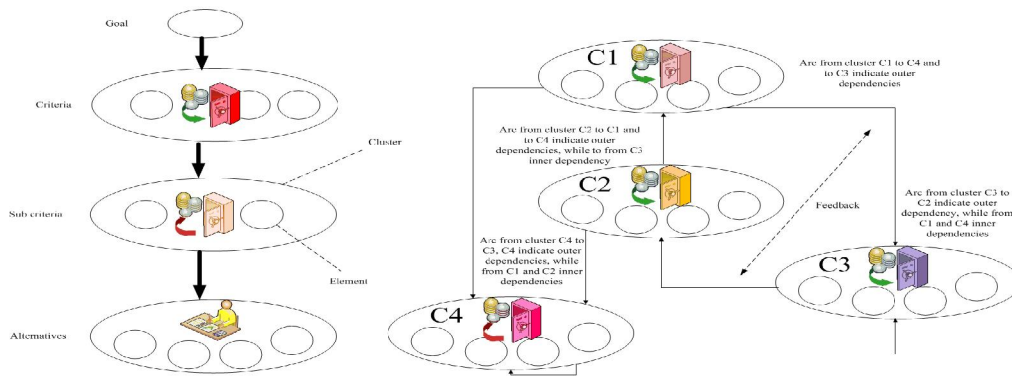 Goal
Criteria
Cluster
Sub criteria
Element
Alternatives
C1
Arc from cluster C1 to C4 and
to C3 indicate outer
dependencies
Arc from cluster C2 to C1 and
to C4 indicate outer
dependencies, while to from C3
inner dependency
C2
Feedback
Arc from cluster C3 to
C2 indicate outer
dependency, while from
C1 and C4 inner
dependencies
Arc from cluster C4 to
C3, C4 indicate outer
dependencies, while
from C1 and C2 inner
dependencies
C3
C4